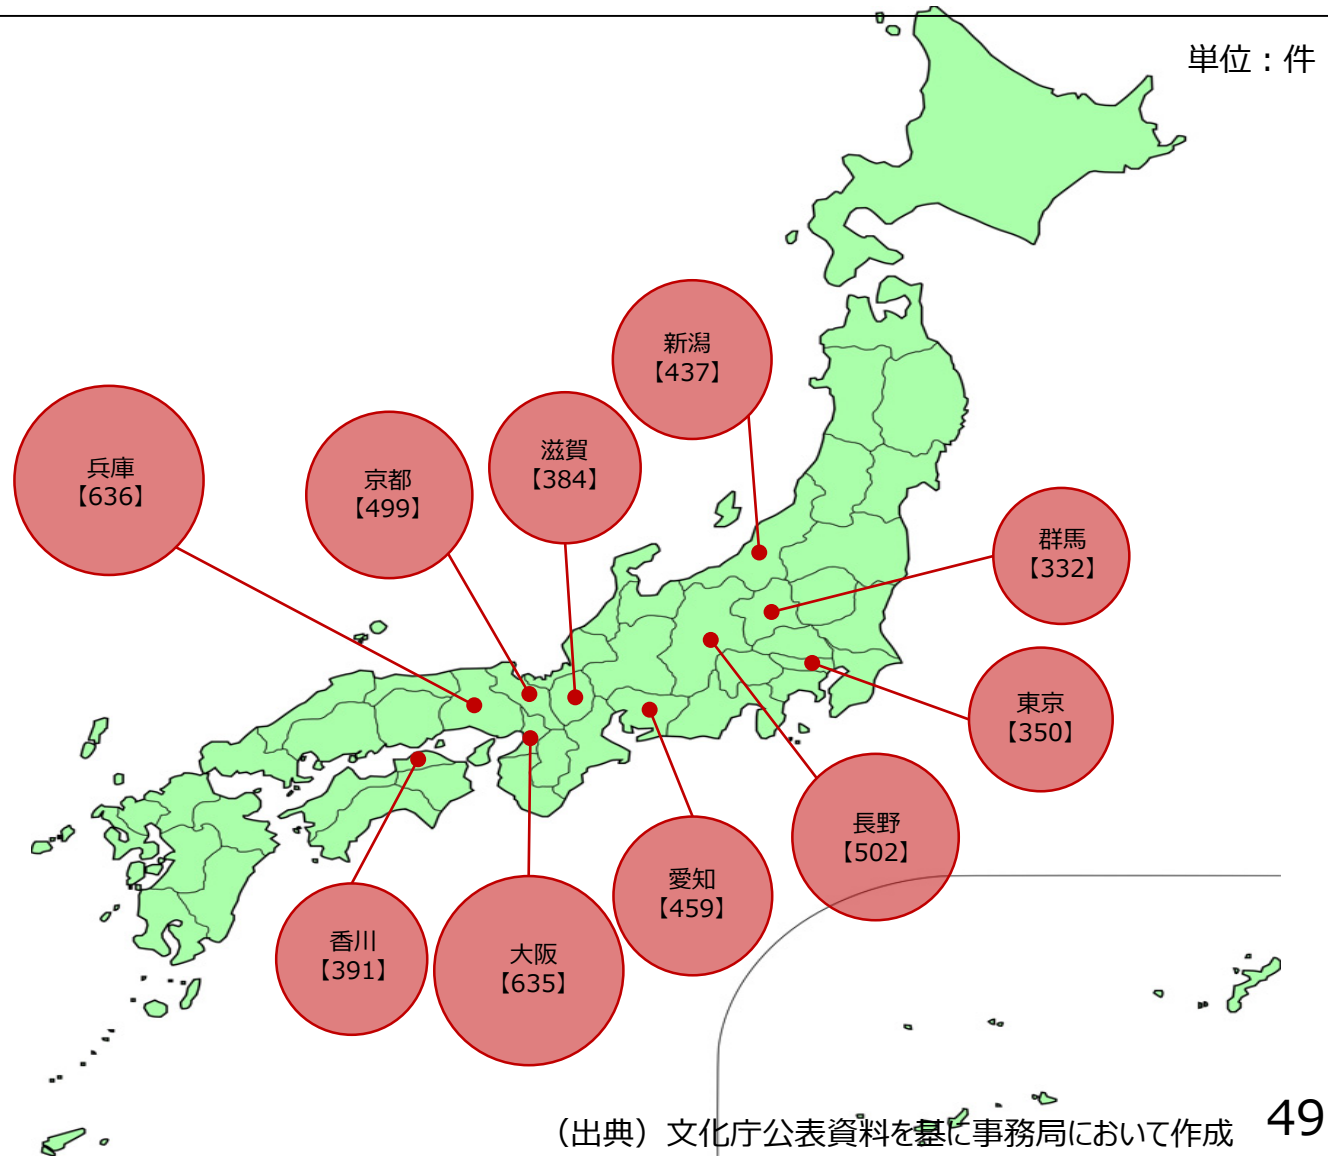 単位：件
新潟
【437】
滋賀
【384】
兵庫
【636】
京都
【499】
群馬
【332】
東京
【350】
長野
【502】
愛知
【459】
香川
【391】
大阪
【635】
（出典）文化庁公表資料を基に事務局において作成
49